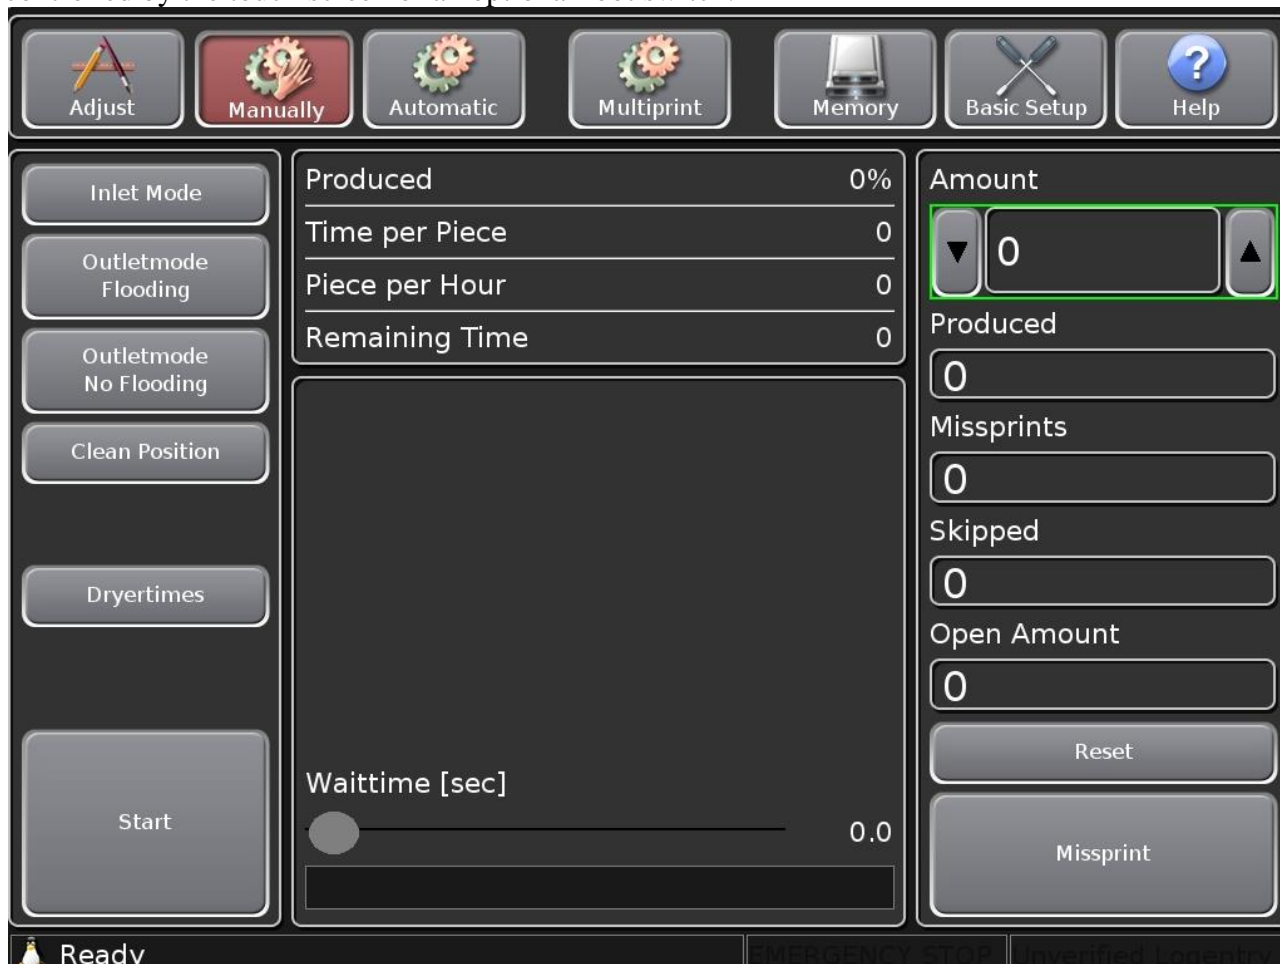 Adjust
Manually
Automatic
Multiprint
Memory
Basic Setup
Help
Inlet Mode
Outletmode
Flooding
Outletmode
No Flooding
Clean Position
Dryertimes
Start
Produced 0%
Time per Piece 0
Piece per Hour 0
Remaining Time 0
Waittime [sec]
0.0
Amount
0
Produced
0
Missprints
0
Skipped
0
Open Amount
0
Reset
Missprint
Ready
EMERGENCY STOP
Unverified Logentry